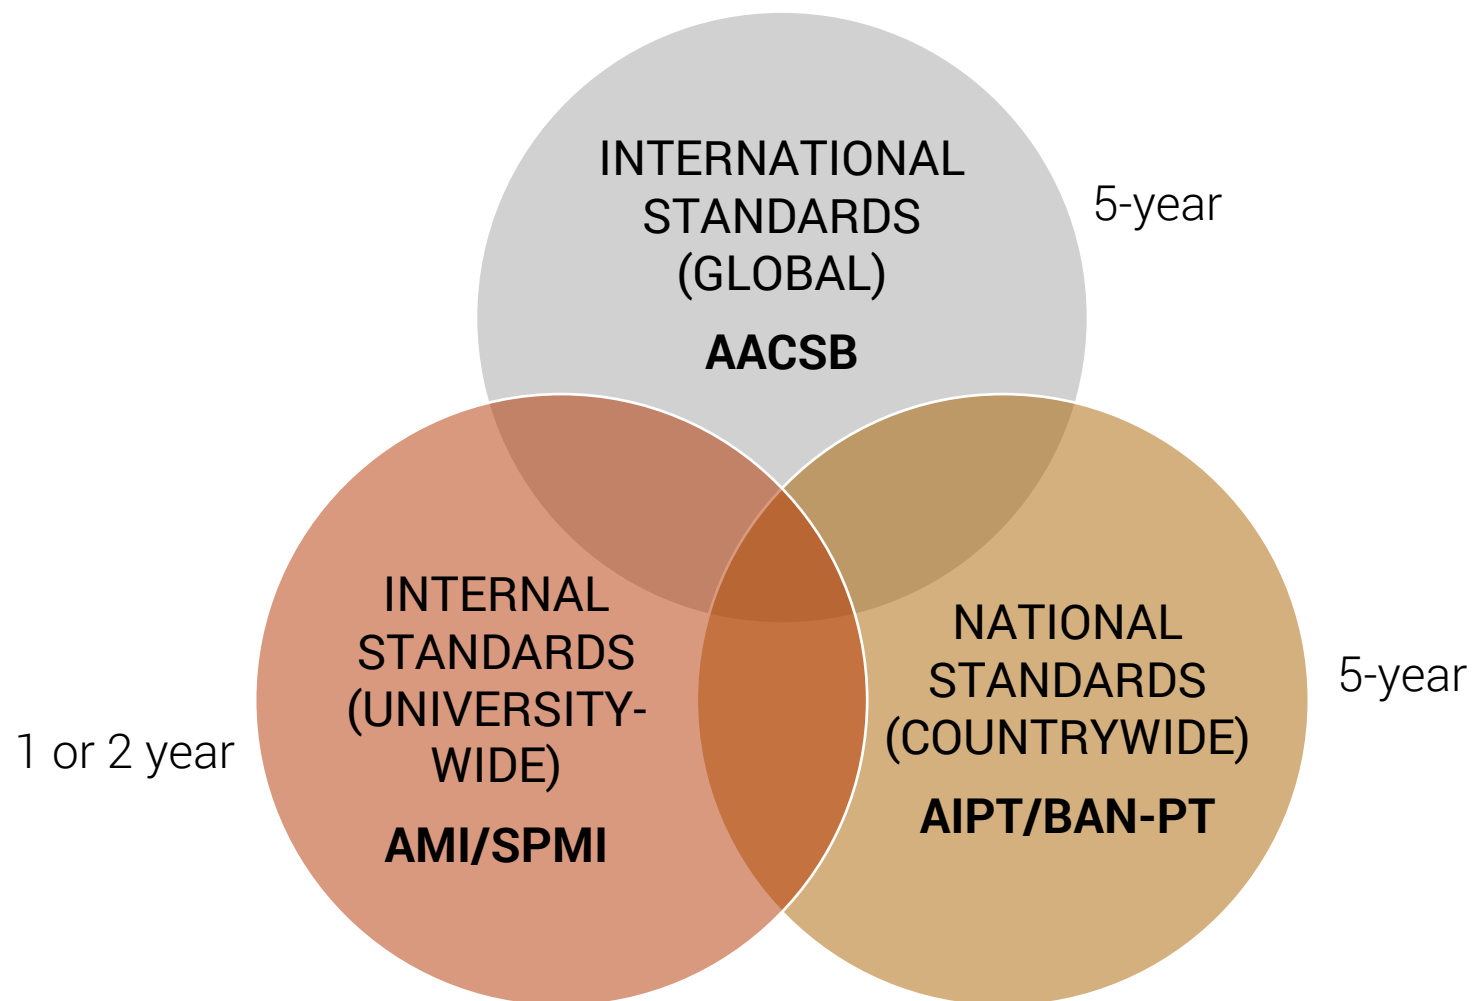 INTERNATIONAL
STANDARDS
(GLOBAL)
AACSB
5-year
INTERNAL
STANDARDS
(UNIVERSITY-
WIDE)
AMI/SPMI
1 or 2 year
NATIONAL
STANDARDS
(COUNTRYWIDE)
AIPT/BAN-PT
5-year